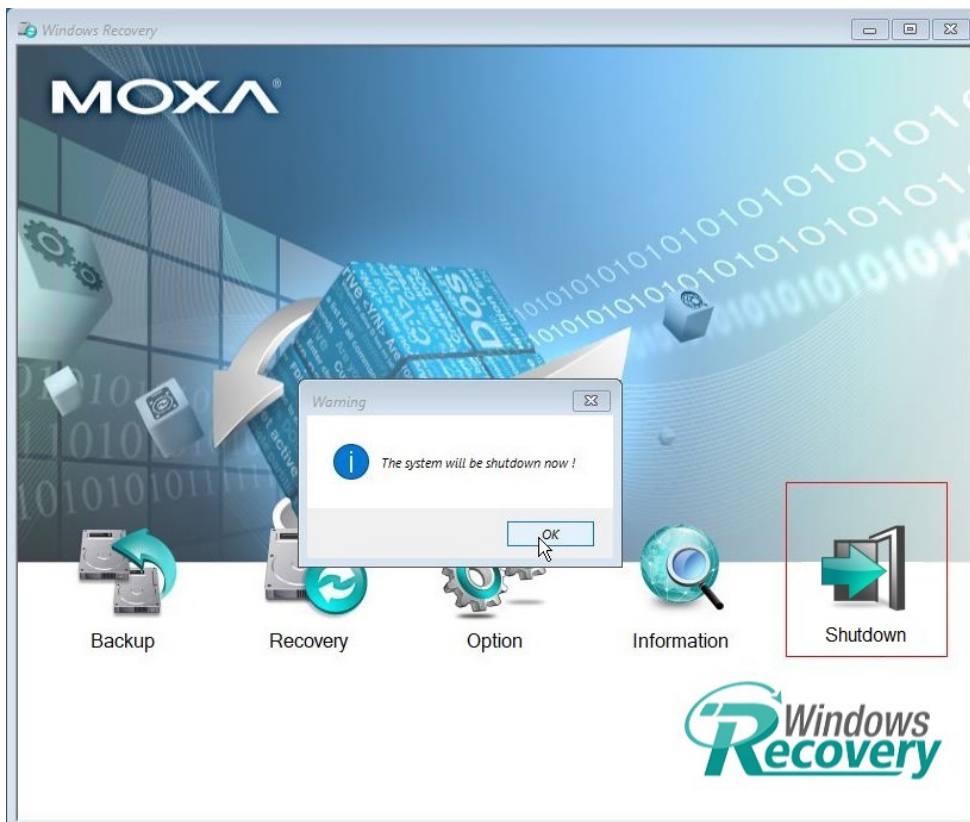 Windows Recovery
MOXA®
Warning
The system will be shutdown now !
OK
Backup
Recovery
Option
Information
Shutdown
Windows
Recovery